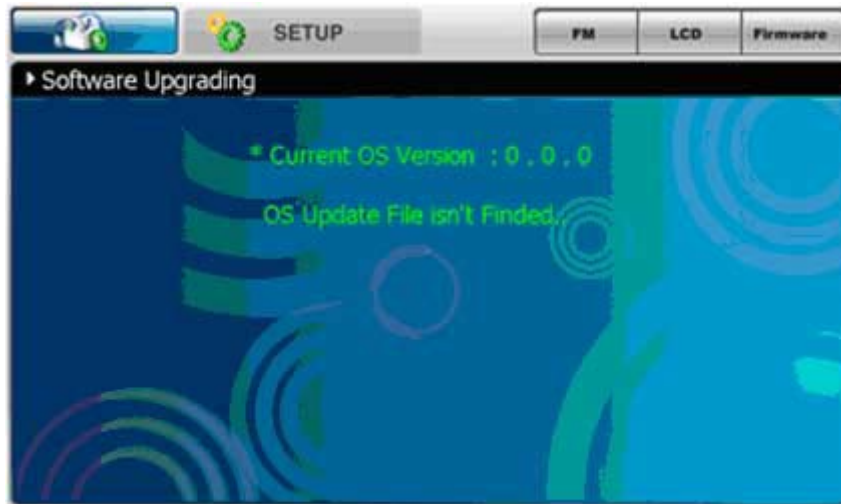 SETUP
FM
LCD
Firmware
Software Upgrading
* Current OS Version : 0 . 0 . 0
OS Update File isn't Finded..